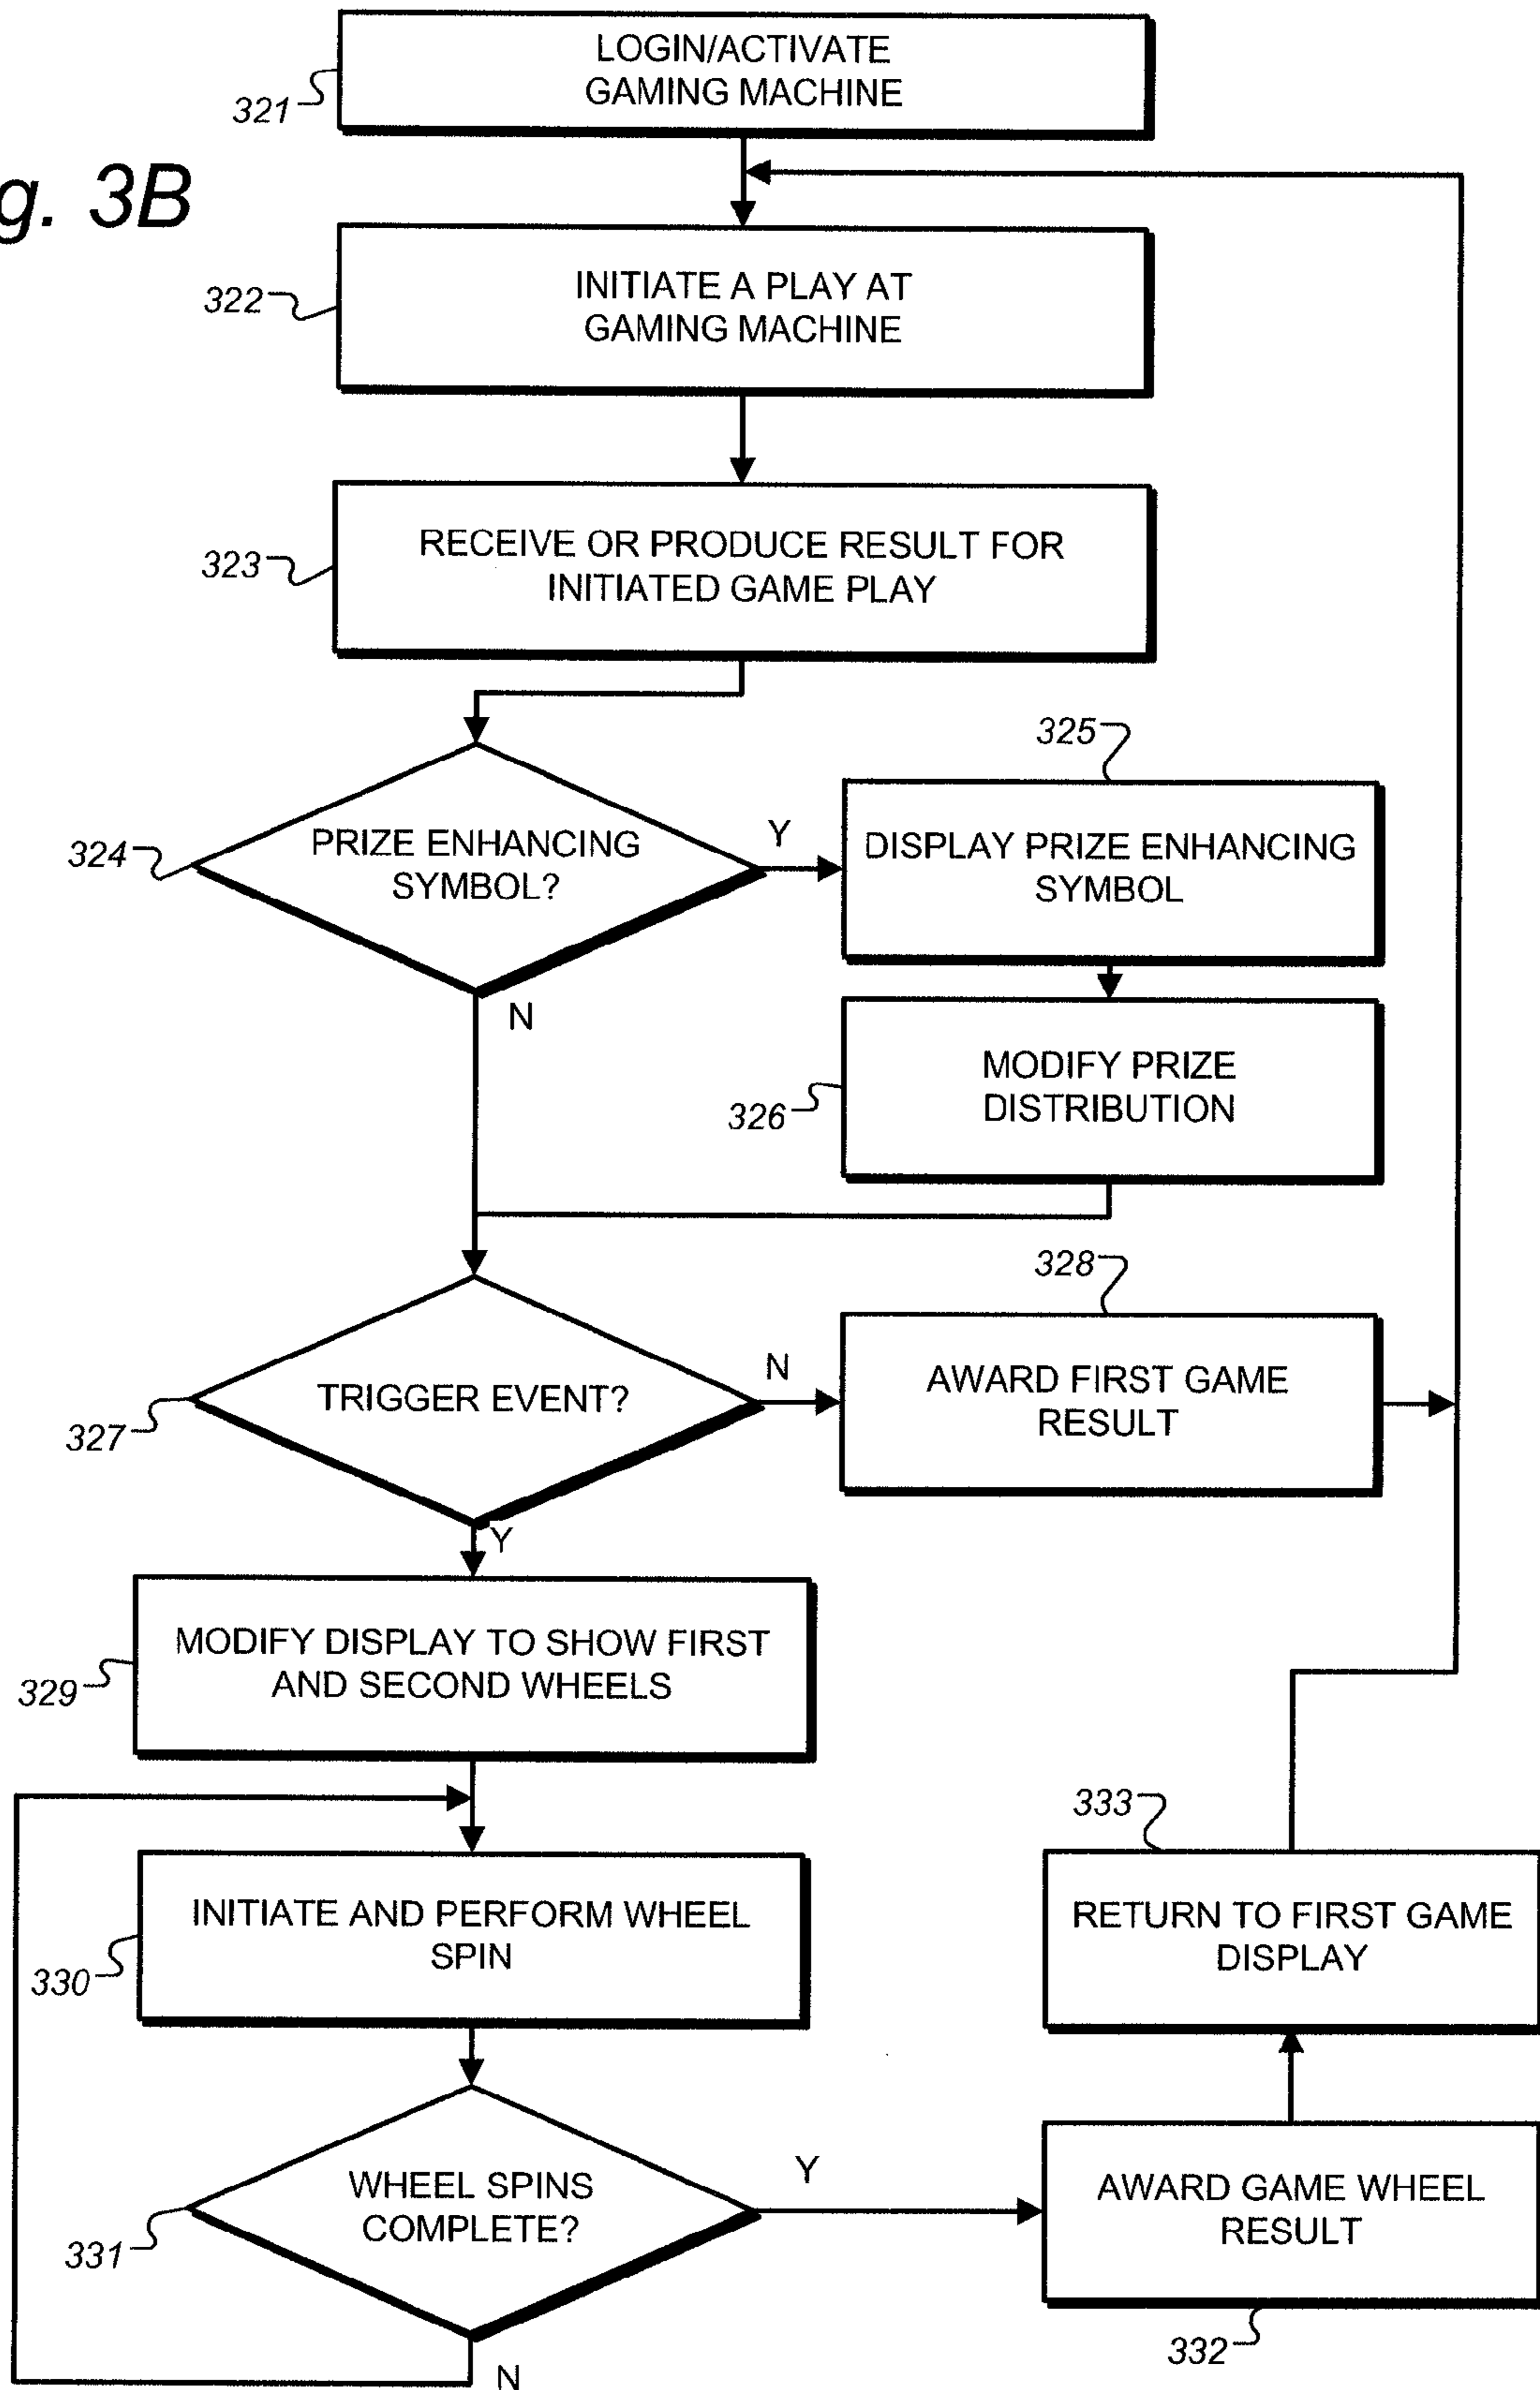 LOGIN/ACTIVATE
GAMING MACHINE
321
g. 3B
INITIATE A PLAY AT
GAMING MACHINE
322
RECEIVE OR PRODUCE RESULT FOR
INITIATED GAME PLAY
323
325
PRIZE ENHANCING
SYMBOL?
324
Y
DISPLAY PRIZE ENHANCING
SYMBOL
N
MODIFY PRIZE
DISTRIBUTION
326
328
TRIGGER EVENT?
327
N
AWARD FIRST GAME
RESULT
Y
MODIFY DISPLAY TO SHOW FIRST
AND SECOND WHEELS
329
333
INITIATE AND PERFORM WHEEL
SPIN
330
RETURN TO FIRST GAME
DISPLAY
WHEEL SPINS
COMPLETE?
331
Y
AWARD GAME WHEEL
RESULT
332
N